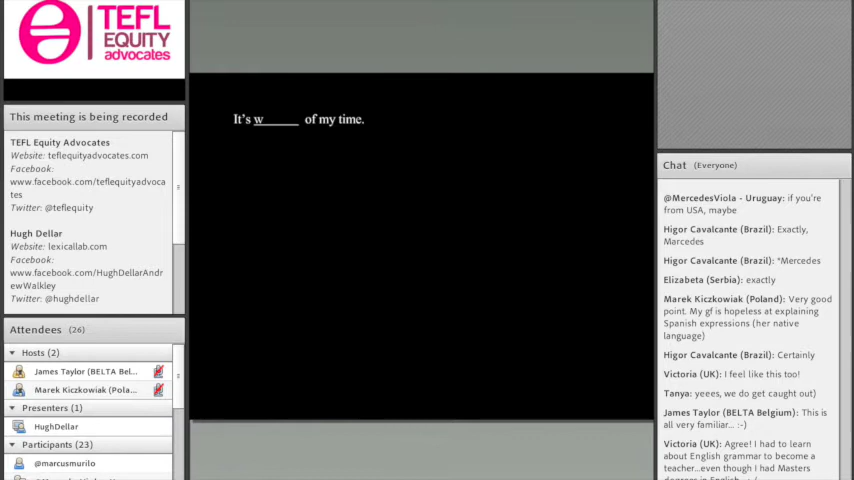 TEFL
EQUITY
advocates
This meeting is being recorded
TEFL Equity Advocates
Website: teflequityadvocates.com
Facebook:
www.facebook.com/teflequityadvoca
tes
Twitter: @teflequity
Hugh Dellar
Website: lexicallab.com
Facebook:
www.facebook.com/HughDellarAndr
ewWalkley
Twitter: @hughdellar
Attendees (26)
Hosts (2)
James Taylor (BELTA Bel...
Marek Kiczkowiak (Pola...
Presenters (1)
HughDellar
Participants (23)
@marcusmurilo
It's w______ of my time.
Chat (Everyone)
@MercedesViola - Uruguay: if you're
from USA, maybe
Higor Cavalcante (Brazil): Exactly,
Marcedes
Higor Cavalcante (Brazil): *Mercedes
Elizabeta (Serbia): exactly
Marek Kiczkowiak (Poland): Very good
point. My gf is hopeless at explaining
Spanish expressions (her native
language)
Higor Cavalcante (Brazil): Certainly
Victoria (UK): I feel like this too!
Tanya: yeees, we do get caught out)
James Taylor (BELTA Belgium): This is
all very familiar... :-)
Victoria (UK): Agree! I had to learn
about English grammar to become a
teacher...even though I had Masters